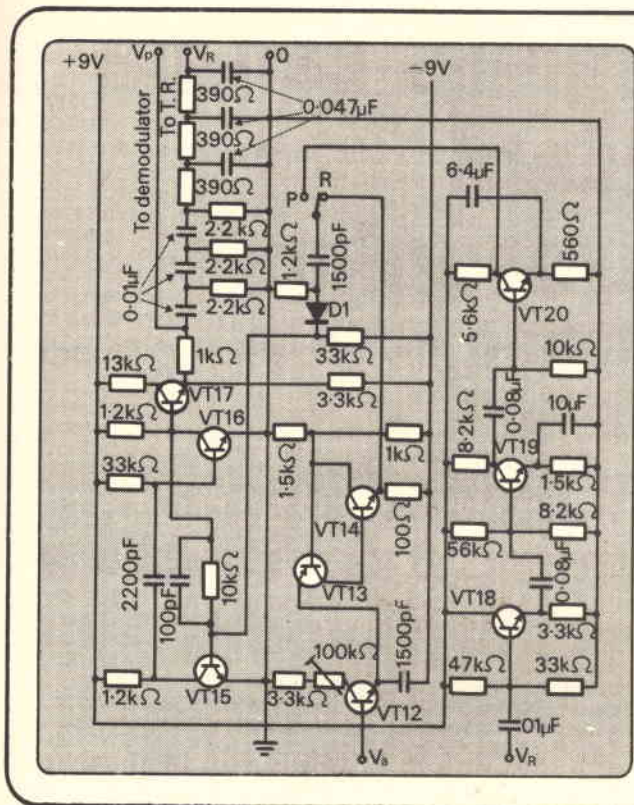 +9V
Vp
VR
0
-9V
To demodulator
To T.R.
390Ω
0·047μF
390Ω
390Ω
P
R
6·4μF
2·2kΩ
1·2kΩ
1500pF
560Ω
0·01μF
2·2kΩ
2·2kΩ
D1
5·6kΩ
VT20
33kΩ
1kΩ
10kΩ
13kΩ
VT17
3·3kΩ
0·08μF
10μF
1·2kΩ
VT16
8·2kΩ
VT19
33kΩ
1·5kΩ
1kΩ
1·5kΩ
VT14
100Ω
8·2kΩ
56kΩ
2200pF
100pF
10kΩ
VT13
0·08μF
1500pF
VT18
100kΩ
3·3kΩ
1·2kΩ
VT15
3·3kΩ
VT12
47kΩ
33kΩ
01μF
VR